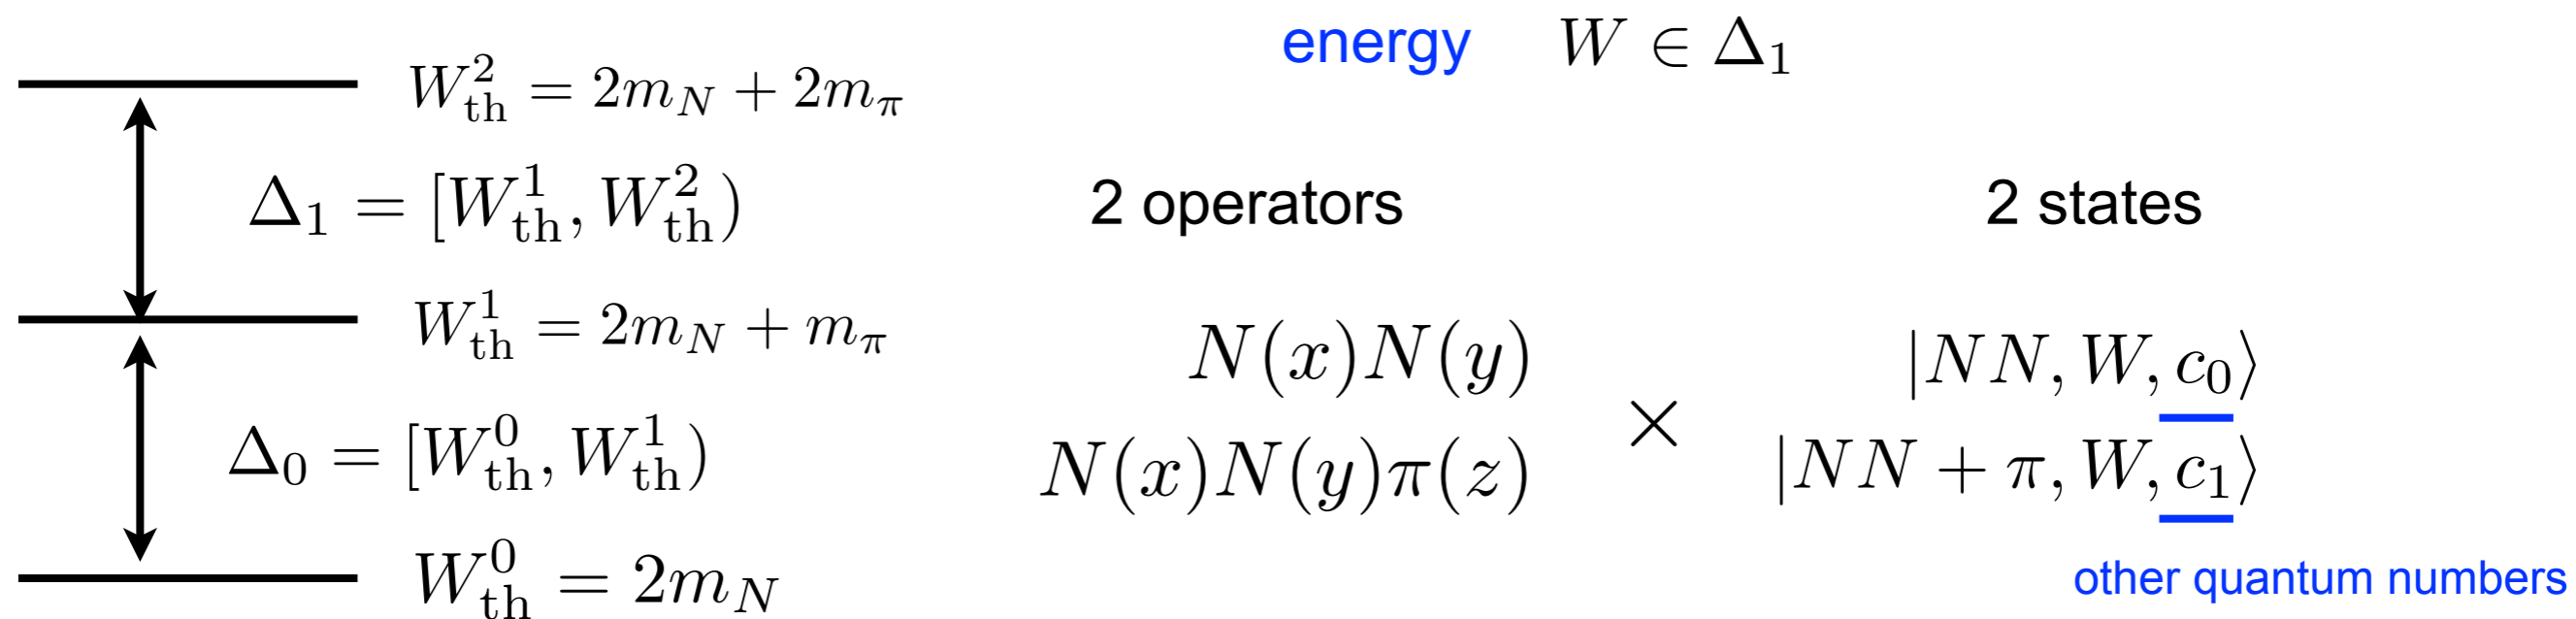 energy W ∈ Δ₁
W²_th = 2m_N + 2m_π
Δ₁ = [W¹_th, W²_th)
2 operators
2 states
W¹_th = 2m_N + m_π
N(x)N(y)
|NN, W, c₀⟩
×
Δ₀ = [W⁰_th, W¹_th)
N(x)N(y)π(z)
|NN + π, W, c₁⟩
W⁰_th = 2m_N
other quantum numbers